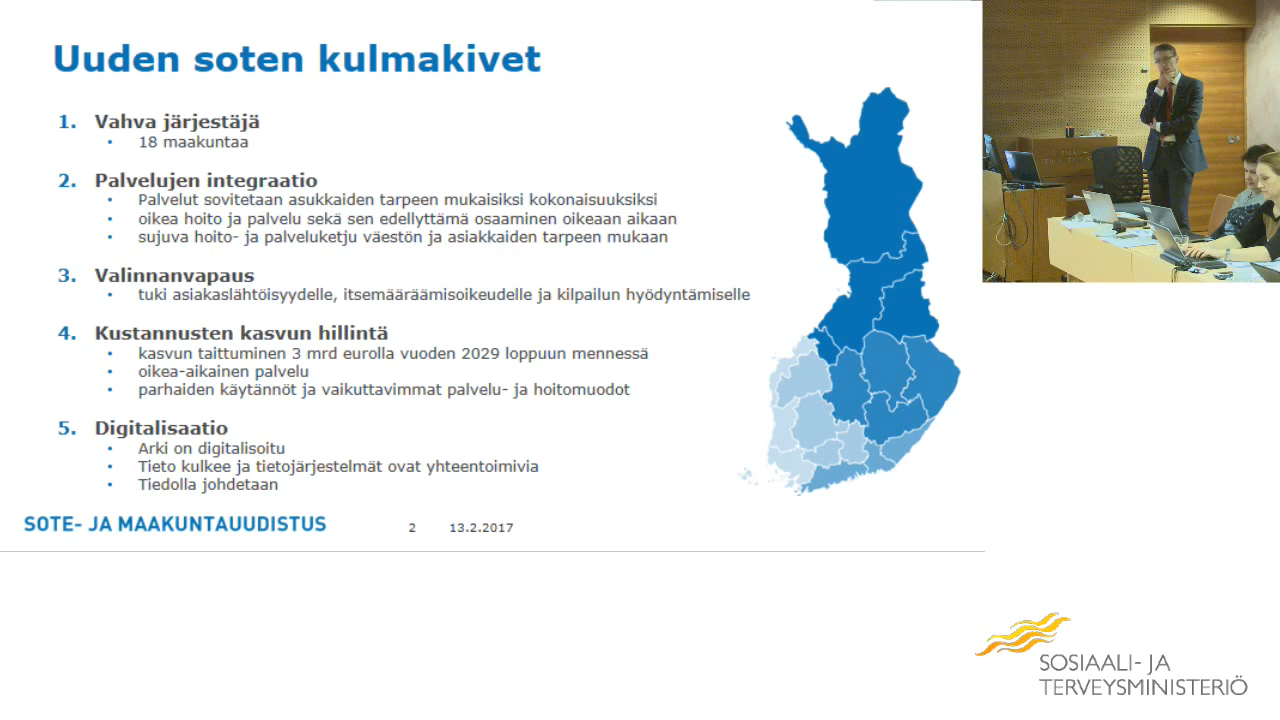 Uuden soten kulmakivet
1. Vahva järjestäjä
• 18 maakuntaa
2. Palvelujen integraatio
• Palvelut sovitetaan asukkaiden tarpeen mukaisiksi kokonaisuuksiksi
• oikea hoito ja palvelu sekä sen edellyttämä osaaminen oikeaan aikaan
• sujuva hoito- ja palveluketju väestön ja asiakkaiden tarpeen mukaan
3. Valinnanvapaus
• tuki asiakaslähtöisyydelle, itsemääräämisoikeudelle ja kilpailun hyödyntämiselle
4. Kustannusten kasvun hillintä
• kasvun taittuminen 3 mrd eurolla vuoden 2029 loppuun mennessä
• oikea-aikainen palvelu
• parhaiden käytännöt ja vaikuttavimmat palvelu- ja hoitomuodot
5. Digitalisaatio
• Arki on digitalisoitu
• Tieto kulkee ja tietojärjestelmät ovat yhteentoimivia
• Tiedolla johdetaan
SOTE- JA MAAKUNTAUUDISTUS 2 13.2.2017
SOSIAALI- JA
TERVEYSMINISTERIÖ